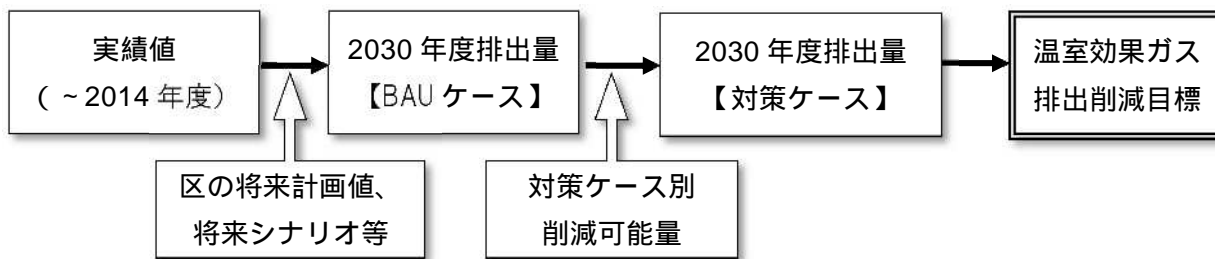 実績値
（～2014 年度）
2030 年度排出量
【BAU ケース】
2030 年度排出量
【対策ケース】
温室効果ガス
排出削減目標
区の将来計画値、
将来シナリオ等
対策ケース別
削減可能量